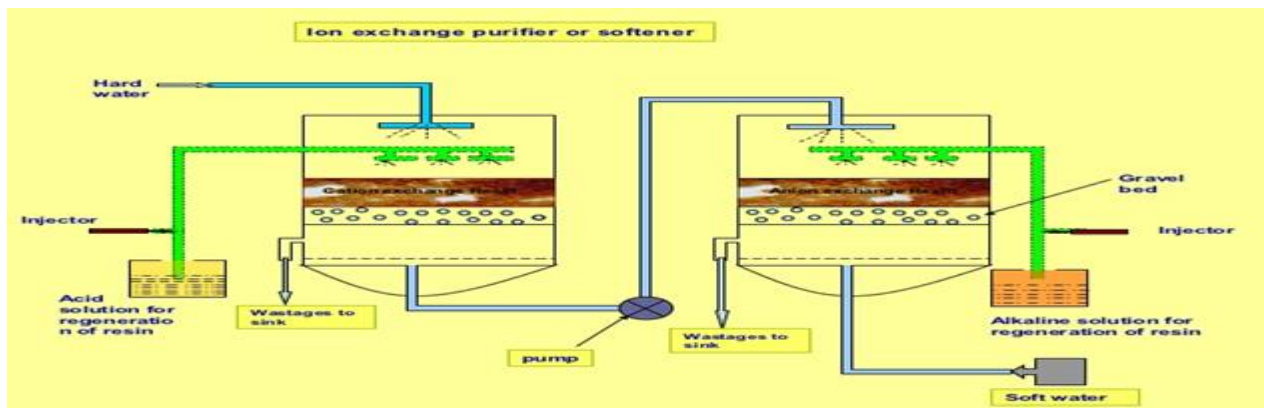 Ion exchange purifier or softener
Hard
water
Cation exchange Resin
Anion exchange Resin
Gravel
bed
Injector
Injector
Acid
solution for
regeneratio
n of resin
Wastages to
sink
pump
Wastages to
sink
Alkaline solution for
regeneration of resin
Soft water